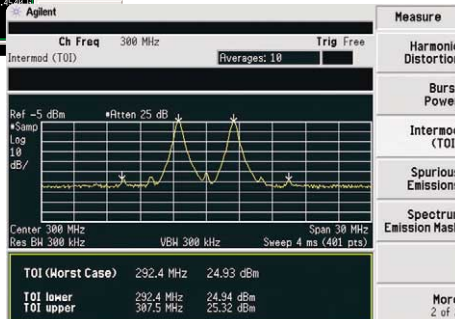 Agilent
Measure
Ch Freq 300 MHz Trig Free
Intermod (TOI) Averages: 10
Harmonic
Distortion
Burst
Power
Ref -5 dBm #Atten 25 dB
#Samp
Log
10
dB/
Intermod
(TOI)
Spurious
Emissions
Spectrum
Emission Mask
Center 300 MHz Span 30 MHz
Res BW 300 kHz VBW 300 kHz Sweep 4 ms (401 pts)
TOI (Worst Case) 292.4 MHz 24.93 dBm
TOI lower 292.4 MHz 24.94 dBm
TOI upper 307.5 MHz 25.32 dBm
More
2 of